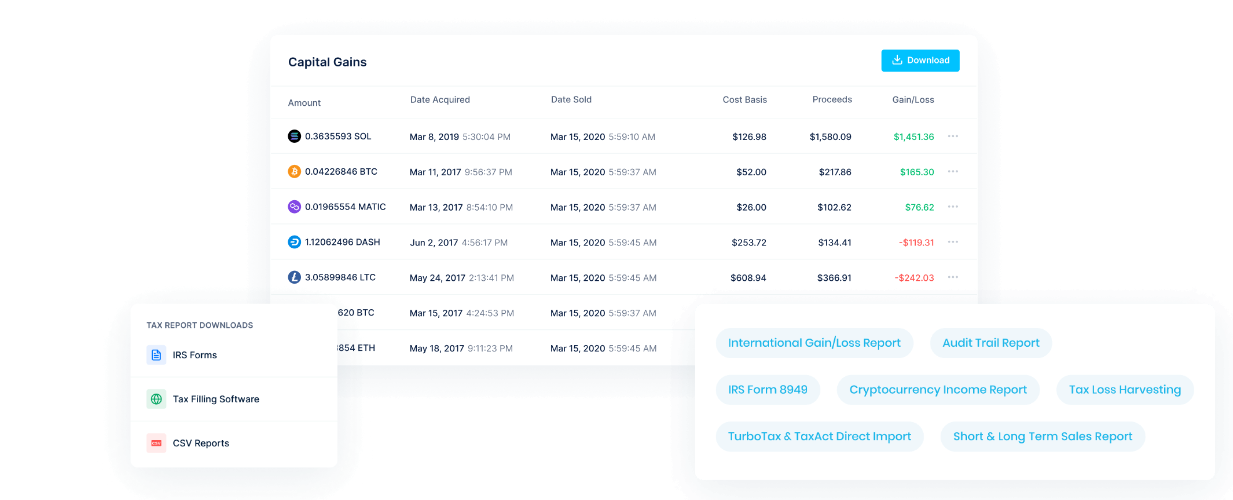 Capital Gains
Download
Amount Date Acquired Date Sold Cost Basis Proceeds Gain/Loss
0.3635593 SOL Mar 8, 2019 5:30:04 PM Mar 15, 2020 5:59:10 AM $126.98 $1,580.09 $1,451.36
0.04226846 BTC Mar 11, 2017 9:56:37 PM Mar 15, 2020 5:59:37 AM $52.00 $217.86 $165.30
0.01965554 MATIC Mar 13, 2017 8:54:10 PM Mar 15, 2020 5:59:37 AM $26.00 $102.62 $76.62
1.12062496 DASH Jun 2, 2017 4:56:17 PM Mar 15, 2020 5:59:45 AM $253.72 $134.41 -$119.31
3.05899846 LTC May 24, 2017 2:13:41 PM Mar 15, 2020 5:59:45 AM $608.94 $366.91 -$242.03
620 BTC Mar 15, 2017 4:24:53 PM Mar 15, 2020 5:59:37 AM
3854 ETH May 18, 2017 9:11:23 PM Mar 15, 2020 5:59:45 AM
TAX REPORT DOWNLOADS
IRS Forms
Tax Filling Software
CSV Reports
International Gain/Loss Report Audit Trail Report
IRS Form 8949 Cryptocurrency Income Report Tax Loss Harvesting
TurboTax & TaxAct Direct Import Short & Long Term Sales Report